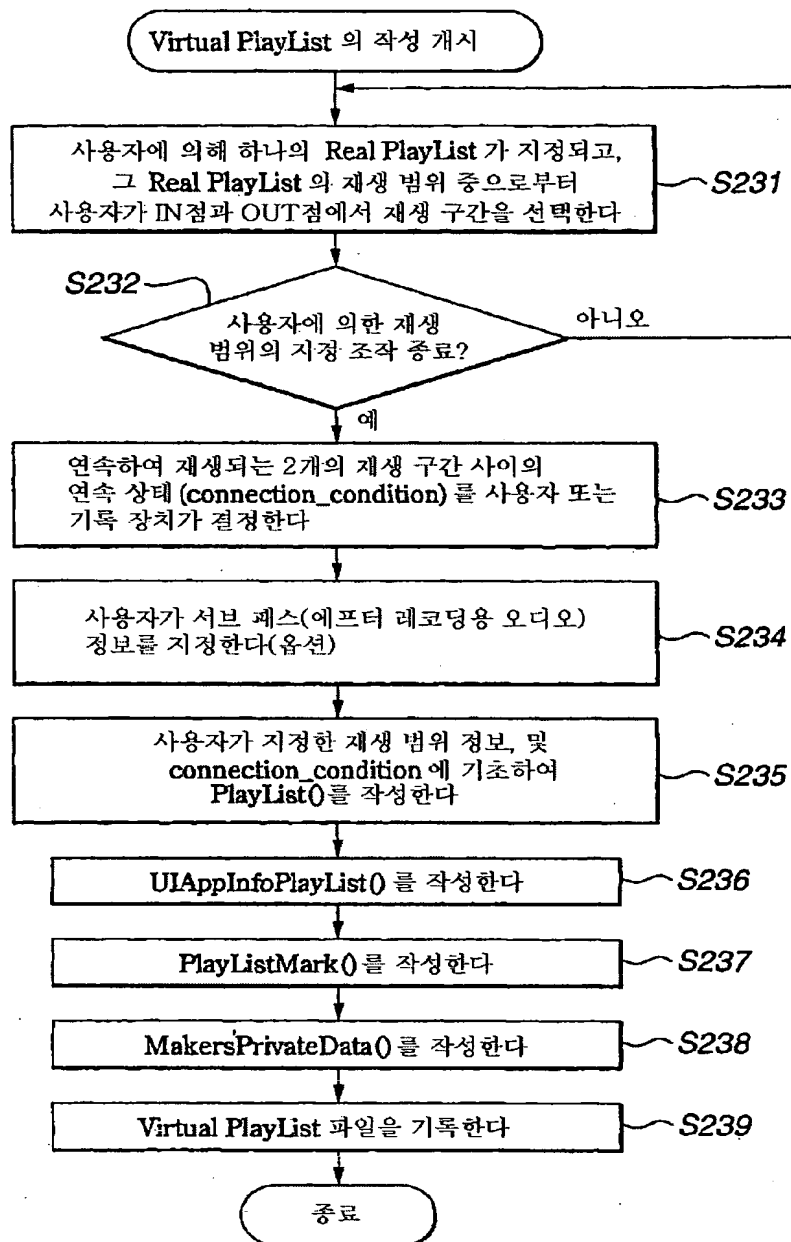 Virtual PlayList 의 작성 개시
사용자에 의해 하나의 Real PlayList 가 지정되고,
그 Real PlayList 의 재생 범위 중으로부터
사용자가 IN점과 OUT점에서 재생 구간을 선택한다
S231
S232
사용자에 의한 재생
범위의 지정 조작 종료?
아니오
예
연속하여 재생되는 2개의 재생 구간 사이의
연속 상태 (connection_condition) 를 사용자 또는
기록 장치가 결정한다
S233
사용자가 서브 패스(에프터 레코딩용 오디오)
정보를 지정한다(옵션)
S234
사용자가 지정한 재생 범위 정보, 및
connection_condition 에 기초하여
PlayList()를 작성한다
S235
UIAppInfoPlayList() 를 작성한다
S236
PlayListMark() 를 작성한다
S237
MakersPrivateData() 를 작성한다
S238
Virtual PlayList 파일을 기록한다
S239
종료